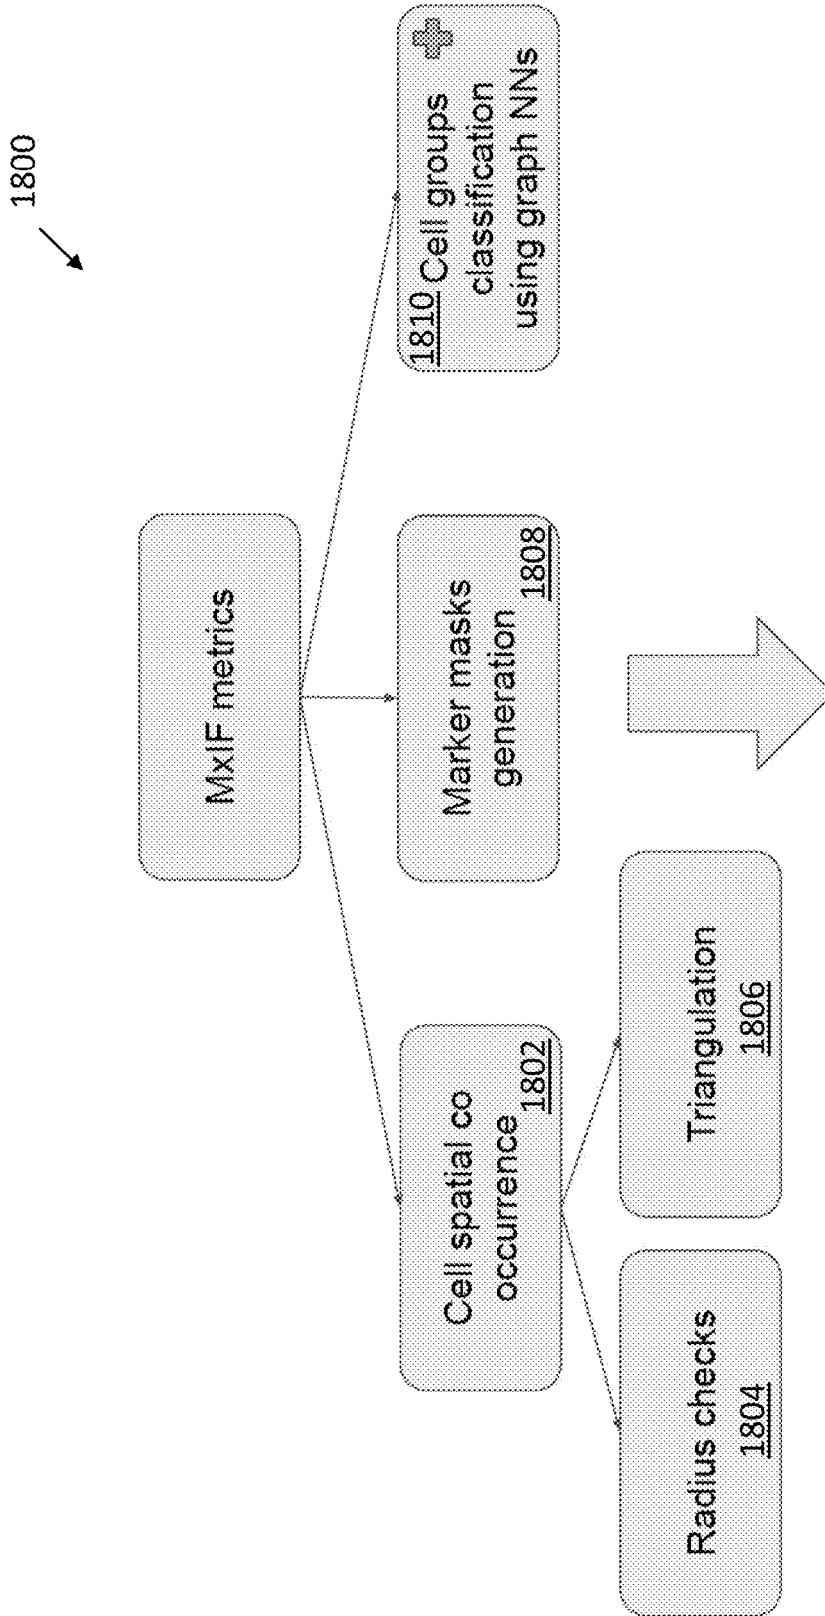 1800
MxIF metrics
Cell spatial co
occurrence
1802
Marker masks
generation
1808
1810 Cell groups
classification
using graph NNs
Radius checks
1804
Triangulation
1806